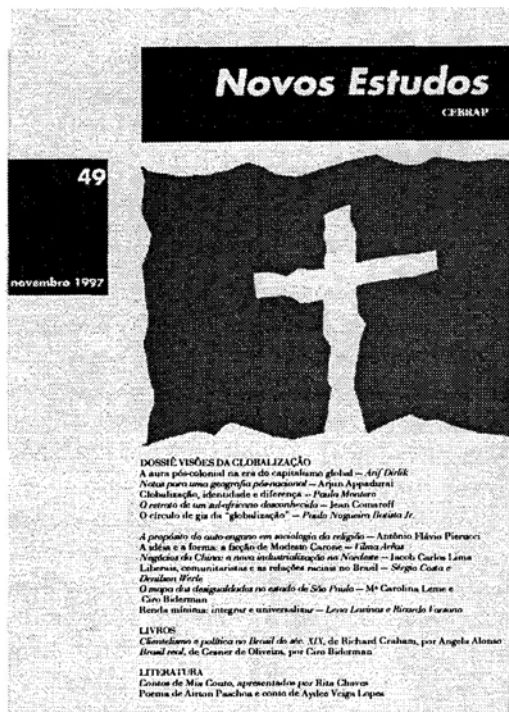 Novos Estudos
CEBRAP
49
novembro 1997
DOSSIÊ VISÕES DA GLOBALIZAÇÃO
A aura pós-colonial na era do capitalismo global — Arif Dirlik
Notas para uma geografia pós-nacional — Arjun Appadurai
Globalização, identidade e diferença — Paula Montero
O retrato de um sul-africano desconhecido — Jean Comaroff
O círculo de giz da "globalização" — Paulo Nogueira Batista Jr.
A propósito do auto-engano em sociologia da religião — Antônio Flávio Pierucci
A idéia e a forma: a ficção de Modesto Carone — Vilma Arêas
Negócios da China: a nova industrialização no Nordeste — Jacob Carlos Lima
Liberais, comunitaristas e as relações raciais no Brasil — Sérgio Costa e
Denilson Werle
O mapa das desigualdades no estado de São Paulo — Mª Carolina Leme e
Ciro Biderman
Renda mínima: integrar e universalizar — Lena Lavinas e Ricardo Varsano
LIVROS
Clientelismo e política no Brasil do séc. XIX, de Richard Graham, por Angela Alonso
Brasil real, de Gesner de Oliveira, por Ciro Biderman
LITERATURA
Contos de Mia Couto, apresentados por Rita Chaves
Poema de Airton Paschoa e conto de Aydee Veiga Lopes